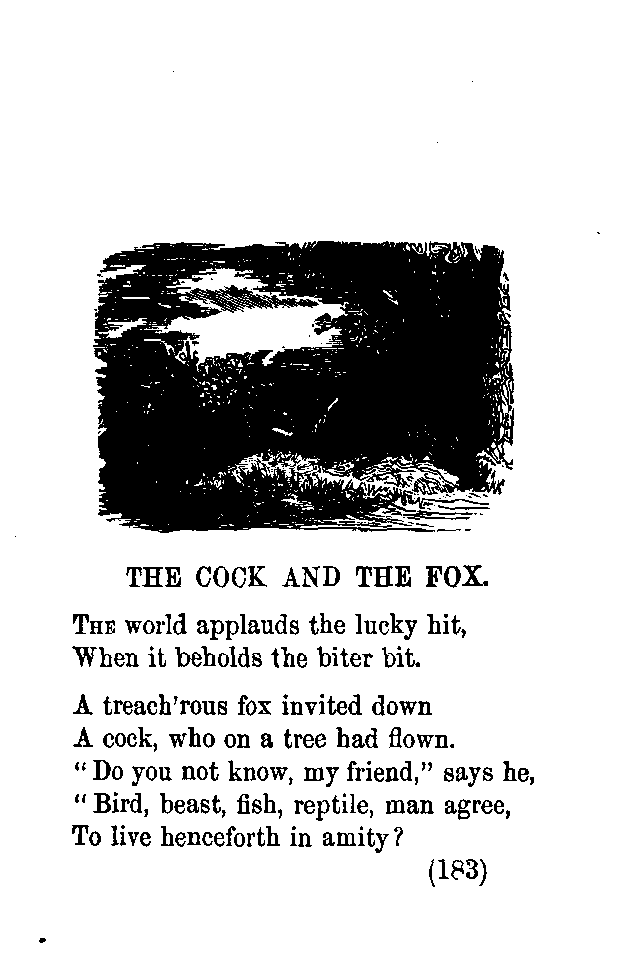 THE COCK AND THE FOX.
THE world applauds the lucky hit,
When it beholds the biter bit.
A treach'rous fox invited down
A cock, who on a tree had flown.
“Do you not know, my friend,” says he,
“Bird, beast, fish, reptile, man agree,
To live henceforth in amity?
(183)